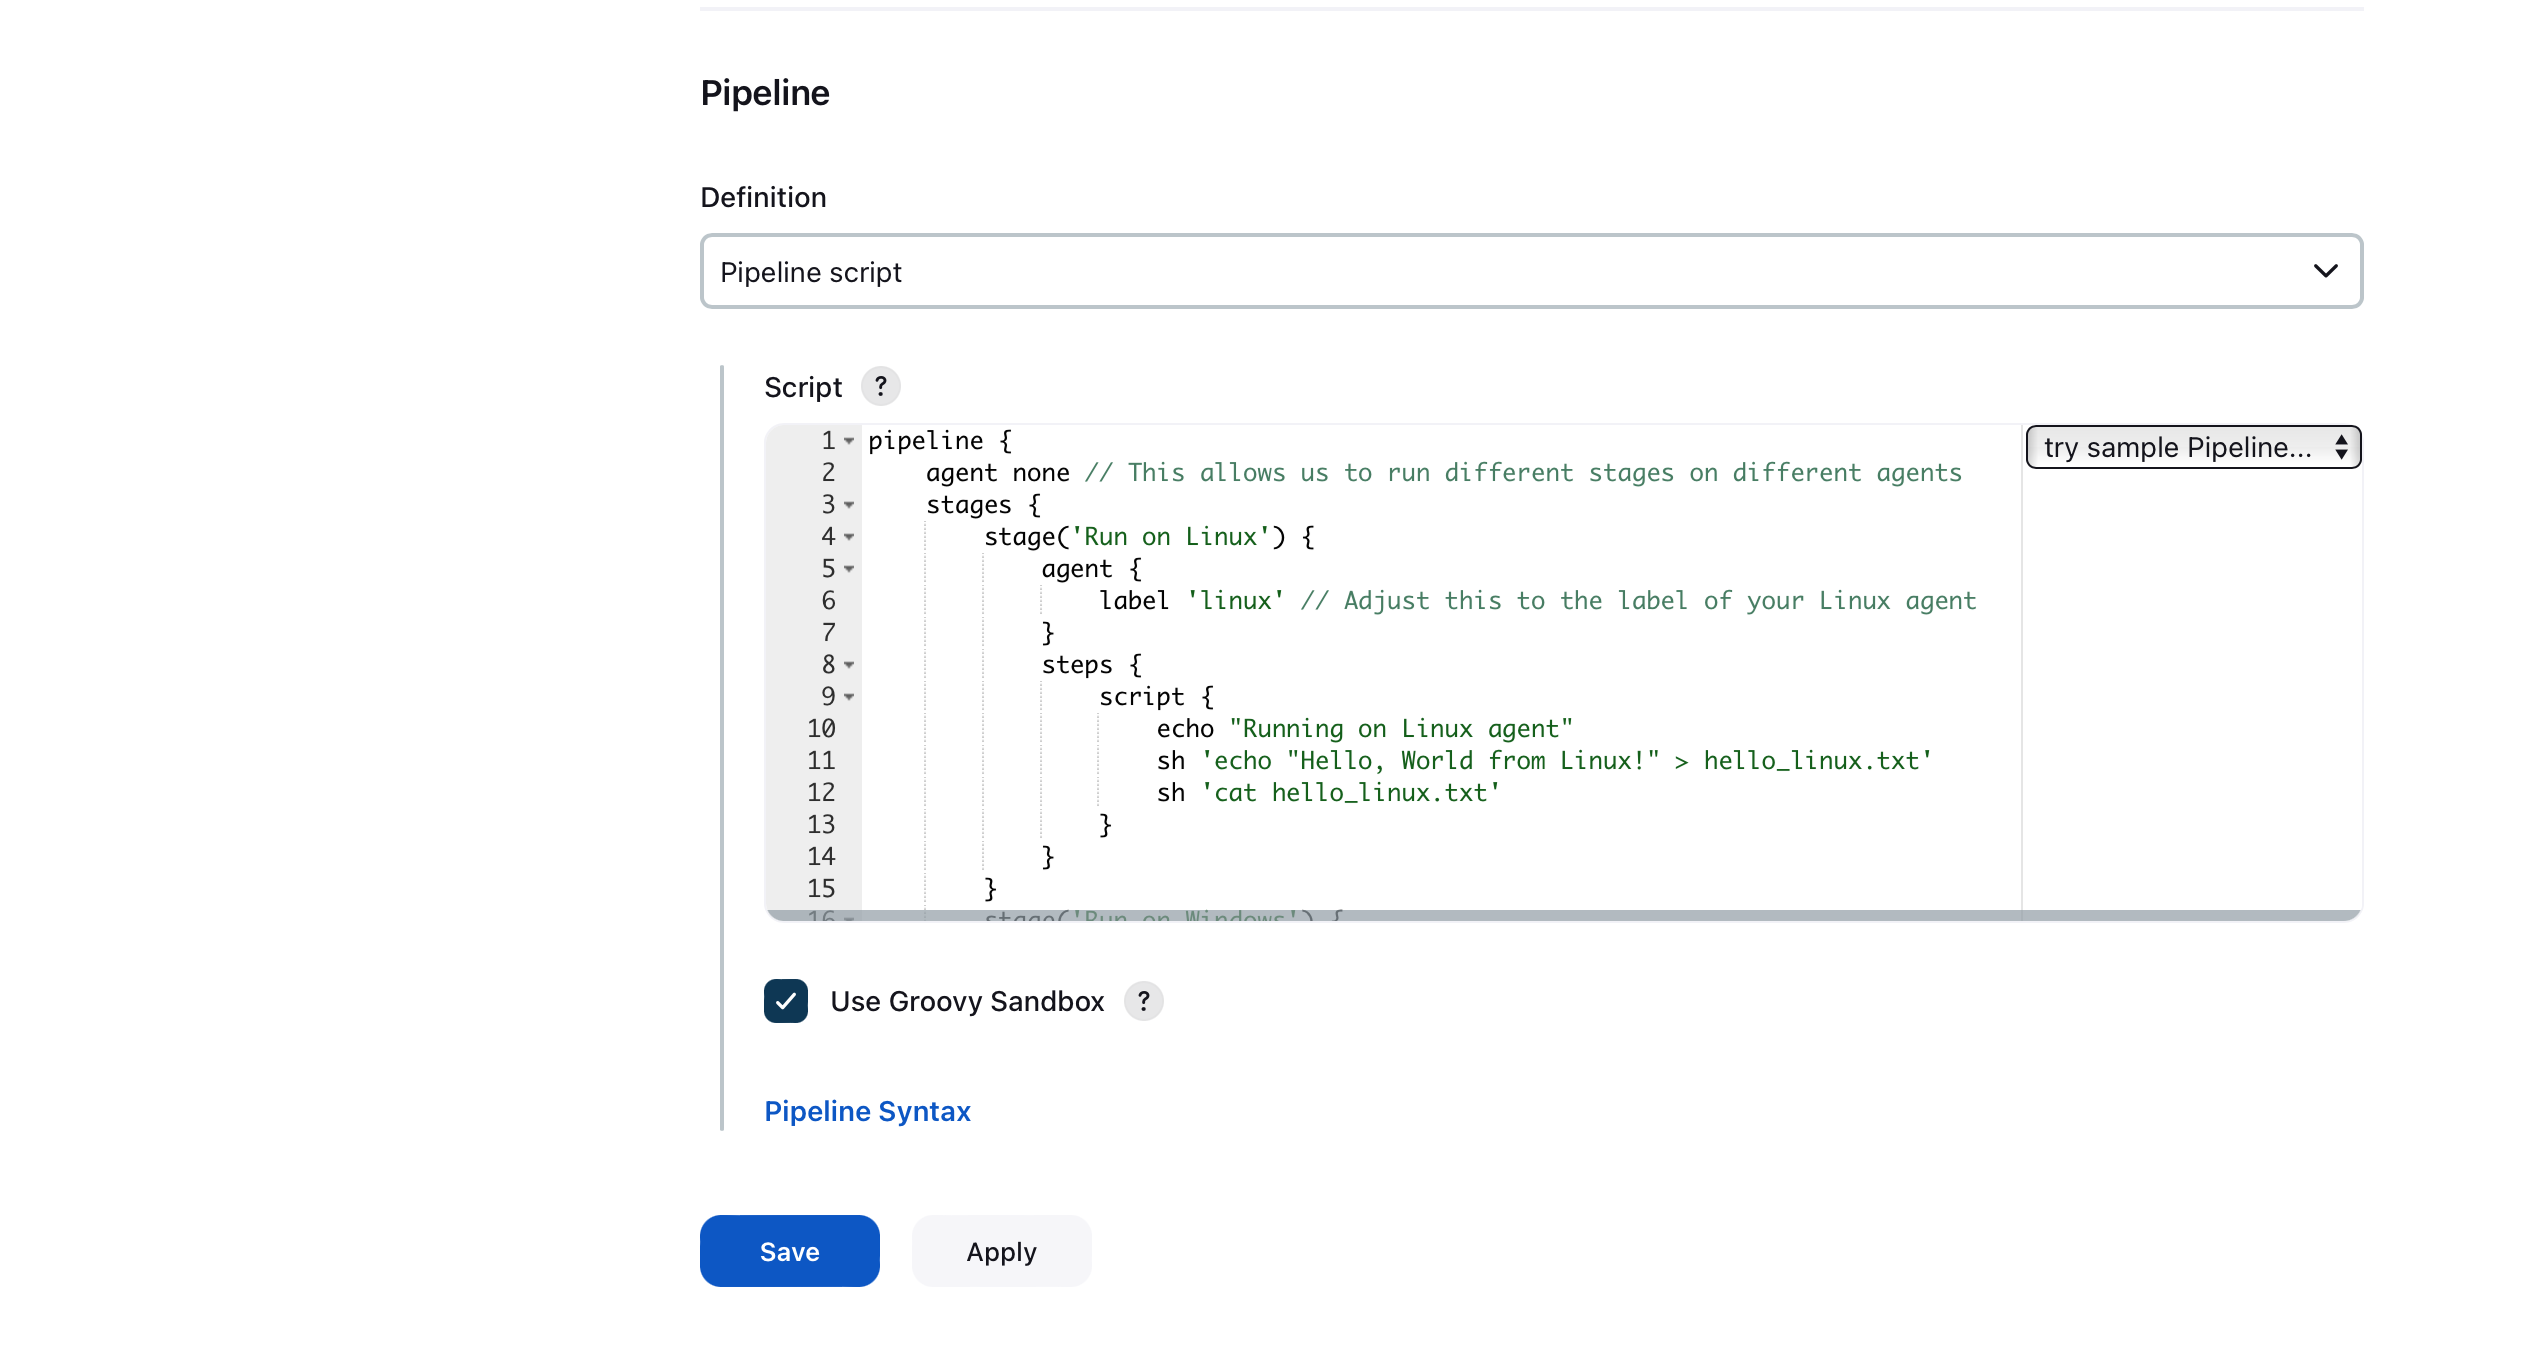 Pipeline
Definition
Pipeline script
Script ?
try sample Pipeline...
1 pipeline {
2     agent none // This allows us to run different stages on different agents
3     stages {
4         stage('Run on Linux') {
5             agent {
6                 label 'linux' // Adjust this to the label of your Linux agent
7             }
8             steps {
9                 script {
10                     echo "Running on Linux agent"
11                     sh 'echo "Hello, World from Linux!" > hello_linux.txt'
12                     sh 'cat hello_linux.txt'
13                 }
14             }
15         }
16         stage('Run on Windows') {
Use Groovy Sandbox ?
Pipeline Syntax
Save Apply